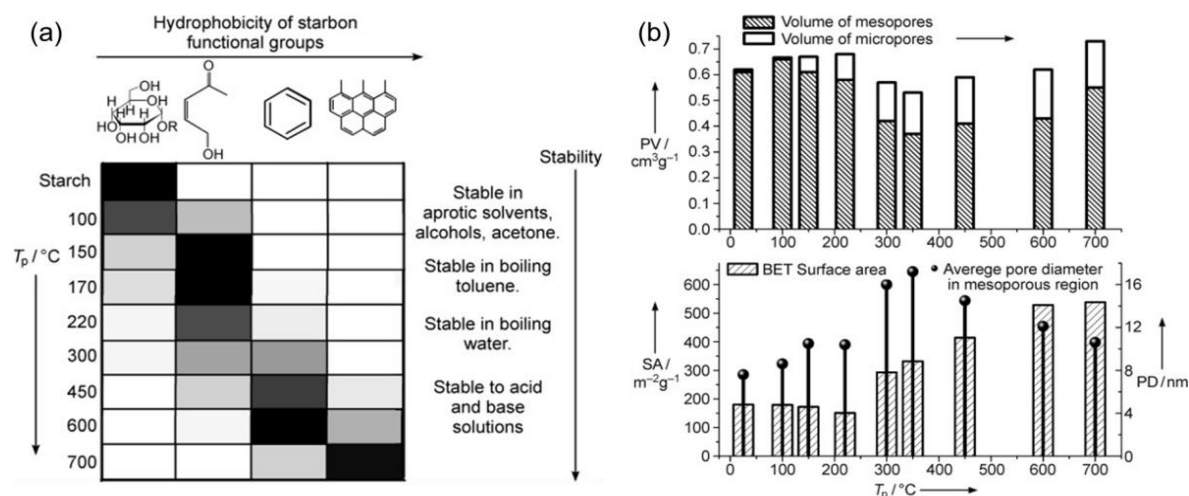 (a)
Hydrophobicity of starbon
functional groups
OH
O
H
H
H
H
OH
OH
OH
OR
O
OH
Starch
100
150
170
220
300
450
600
700
Tp / °C
Stability
Stable in
aprotic solvents,
alcohols, acetone.
Stable in boiling
toluene.
Stable in boiling
water.
Stable to acid
and base
solutions
(b)
Volume of mesopores
Volume of micropores
0.7
0.6
0.5
0.4
0.3
0.2
0.1
0.0
PV /
cm³g⁻¹
0 100 200 300 400 500 600 700
BET Surface area
Averege pore diameter
in mesoporous region
600
500
400
300
200
100
0
SA /
m⁻²g⁻¹
16
12
8
4
0
PD / nm
0 100 200 300 400 500 600 700
Tp / °C